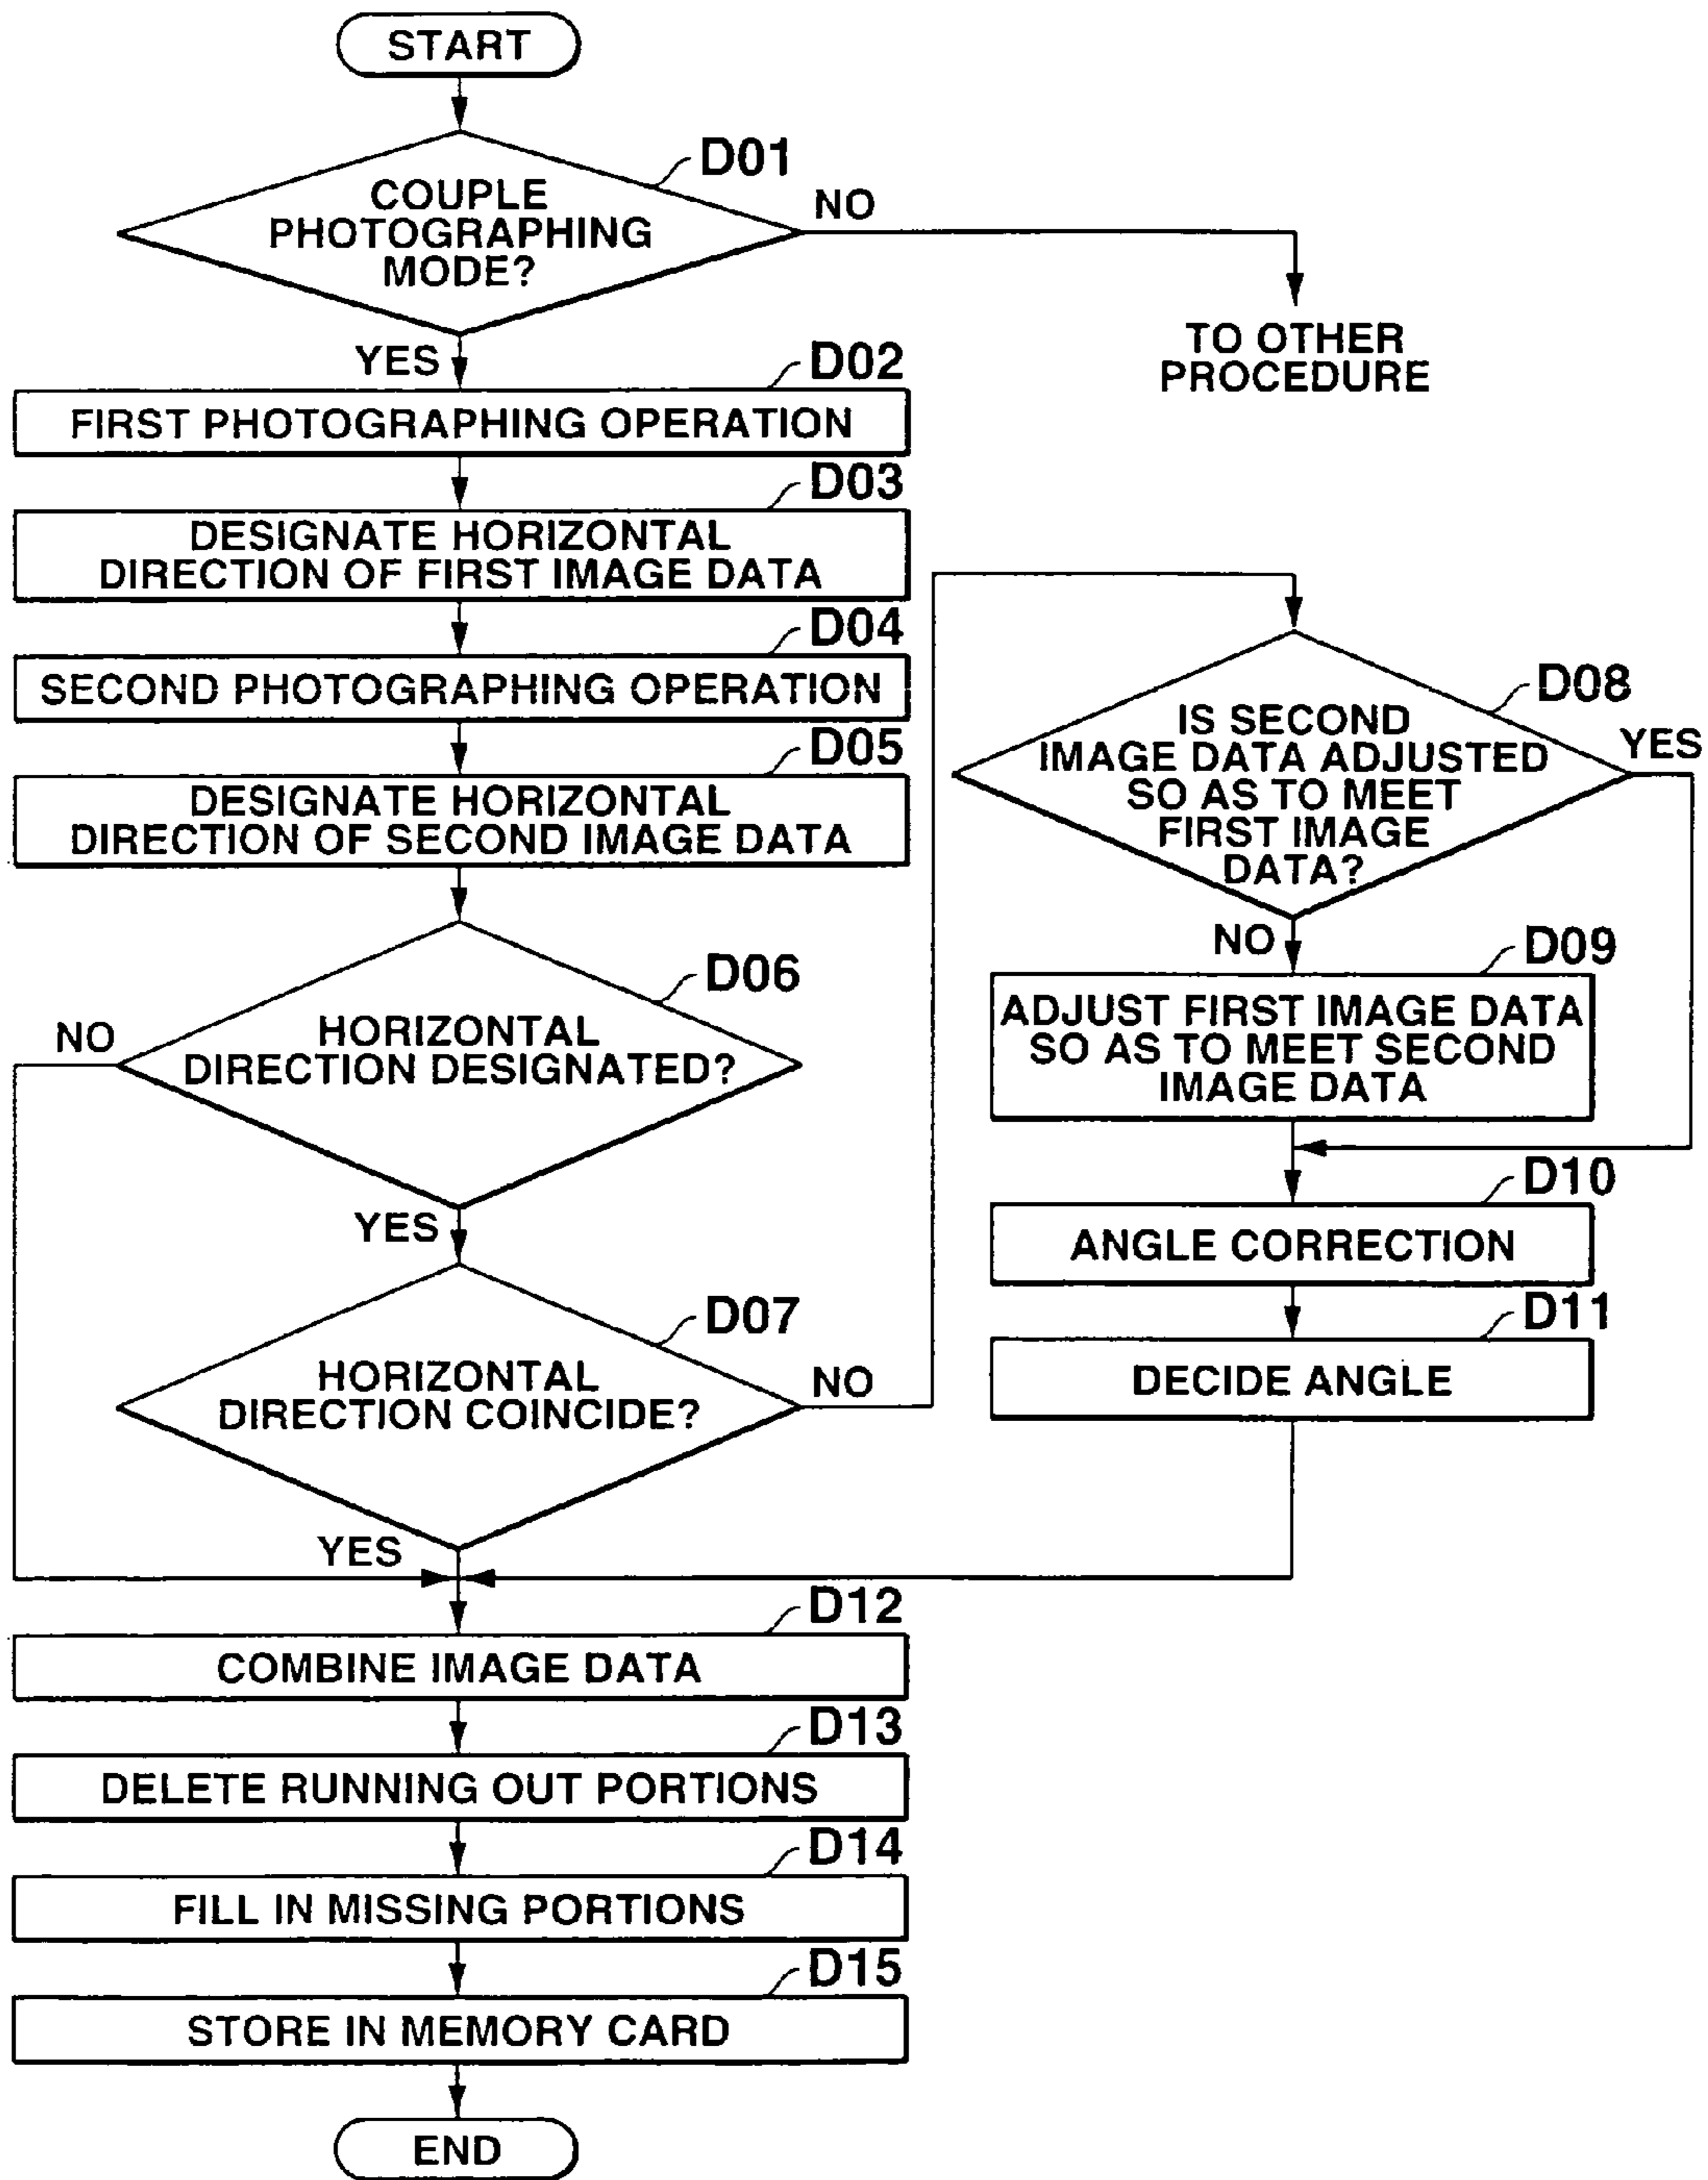 START
D01
COUPLE
PHOTOGRAPHING
MODE?
NO
TO OTHER
PROCEDURE
YES
D02
FIRST PHOTOGRAPHING OPERATION
D03
DESIGNATE HORIZONTAL
DIRECTION OF FIRST IMAGE DATA
D04
SECOND PHOTOGRAPHING OPERATION
D05
DESIGNATE HORIZONTAL
DIRECTION OF SECOND IMAGE DATA
D06
NO
HORIZONTAL
DIRECTION DESIGNATED?
YES
D07
HORIZONTAL
DIRECTION COINCIDE?
NO
YES
D08
IS SECOND
IMAGE DATA ADJUSTED
SO AS TO MEET
FIRST IMAGE
DATA?
YES
NO
D09
ADJUST FIRST IMAGE DATA
SO AS TO MEET SECOND
IMAGE DATA
D10
ANGLE CORRECTION
D11
DECIDE ANGLE
D12
COMBINE IMAGE DATA
D13
DELETE RUNNING OUT PORTIONS
D14
FILL IN MISSING PORTIONS
D15
STORE IN MEMORY CARD
END